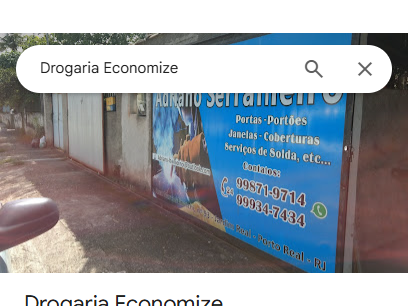 Drogaria Economize
Adriano Serralheiro
Portas - Portões
Janelas - Coberturas
Serviços de Solda, etc...
Contatos:
99871-9714
99934-7434
Real - Porto Real - RJ
Drogaria Economize